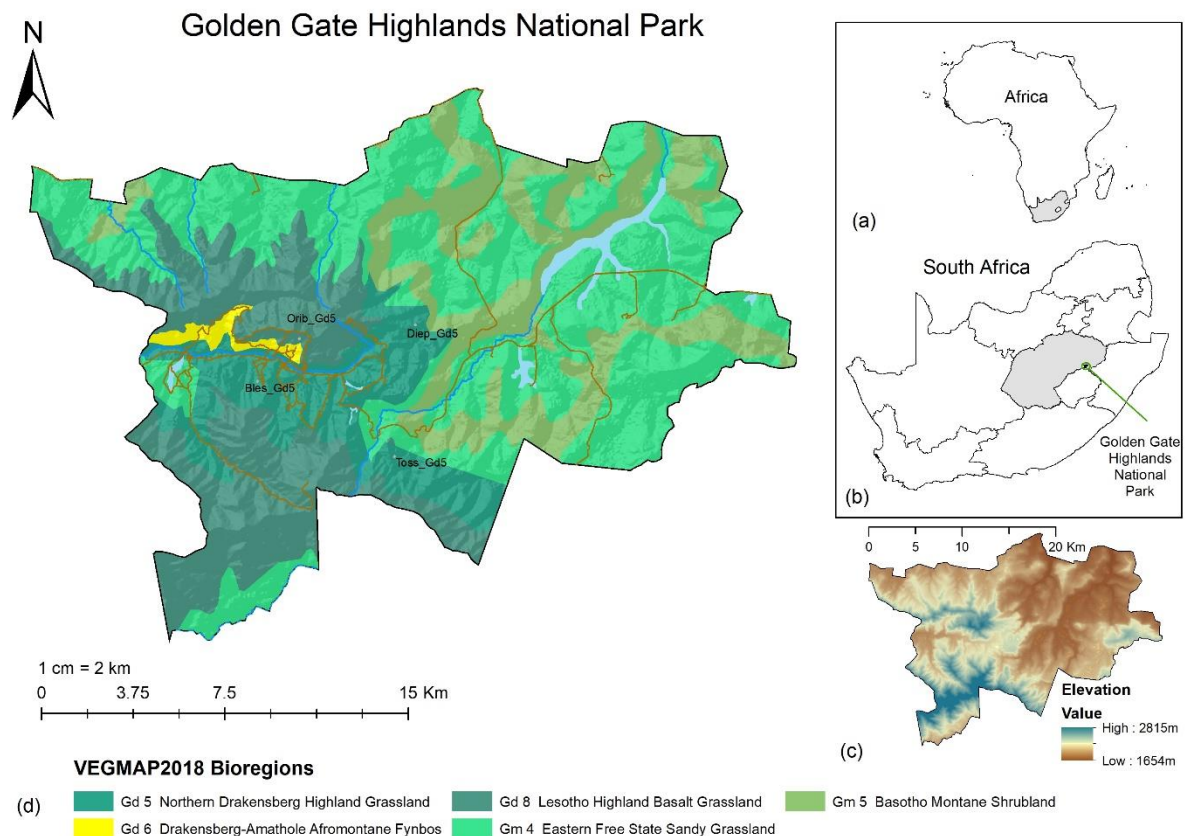 Golden Gate Highlands National Park
N
Orib_Gd5
Diep_Gd5
Bles_Gd5
Toss_Gd5
1 cm = 2 km
0 3.75 7.5 15 Km
VEGMAP2018 Bioregions
(d)
Gd 5 Northern Drakensberg Highland Grassland
Gd 8 Lesotho Highland Basalt Grassland
Gm 5 Basotho Montane Shrubland
Gd 6 Drakensberg-Amathole Afromontane Fynbos
Gm 4 Eastern Free State Sandy Grassland
Africa
(a)
South Africa
Golden Gate
Highlands
National
Park
(b)
0 5 10 20 Km
Elevation
Value
High : 2815m
Low : 1654m
(c)